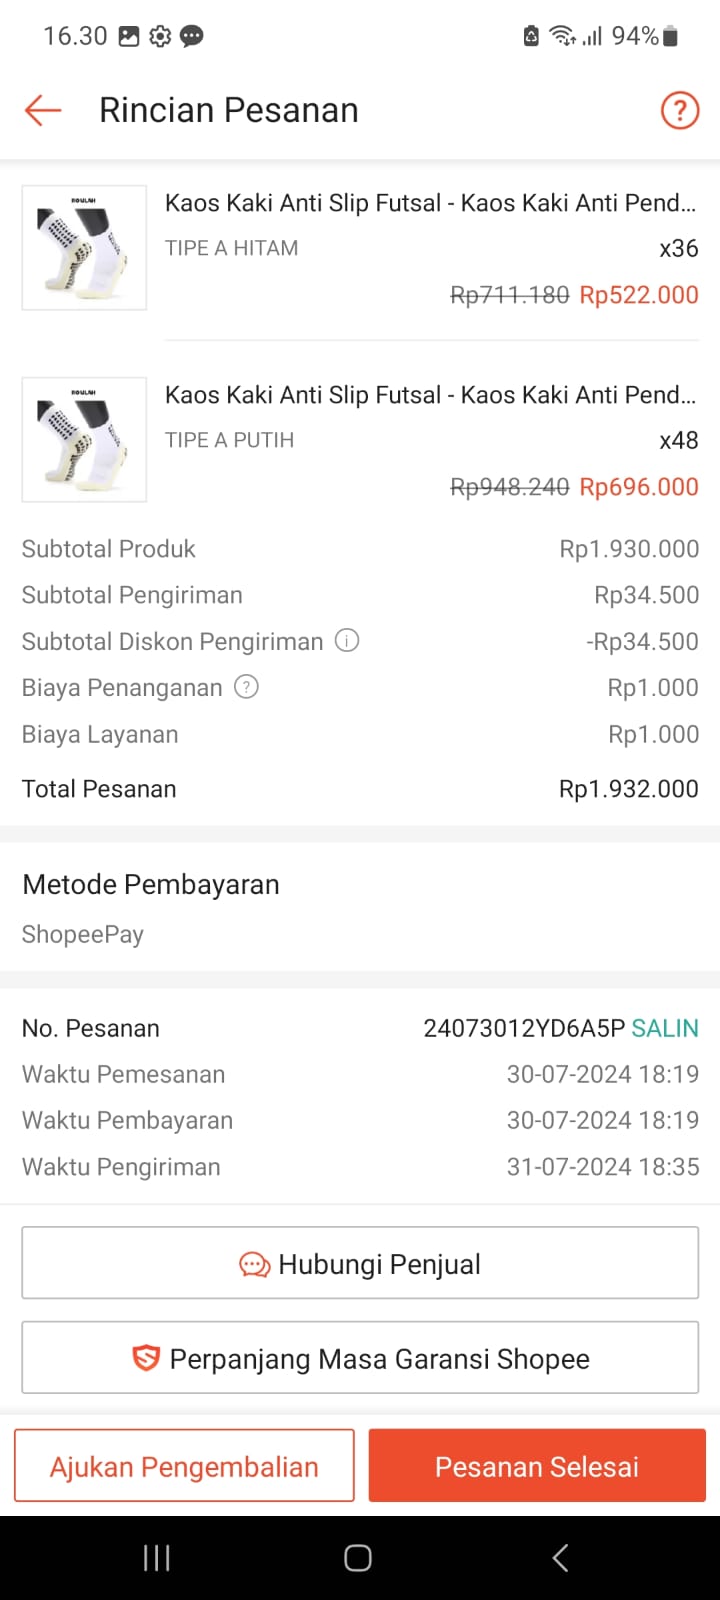 16.30
94%
Rincian Pesanan
?
Kaos Kaki Anti Slip Futsal - Kaos Kaki Anti Pend...
TIPE A HITAM x36
Rp711.180 Rp522.000
Kaos Kaki Anti Slip Futsal - Kaos Kaki Anti Pend...
TIPE A PUTIH x48
Rp948.240 Rp696.000
Subtotal Produk Rp1.930.000
Subtotal Pengiriman Rp34.500
Subtotal Diskon Pengiriman -Rp34.500
Biaya Penanganan ? Rp1.000
Biaya Layanan Rp1.000
Total Pesanan Rp1.932.000
Metode Pembayaran
ShopeePay
No. Pesanan 24073012YD6A5P SALIN
Waktu Pemesanan 30-07-2024 18:19
Waktu Pembayaran 30-07-2024 18:19
Waktu Pengiriman 31-07-2024 18:35
Hubungi Penjual
Perpanjang Masa Garansi Shopee
Ajukan Pengembalian
Pesanan Selesai